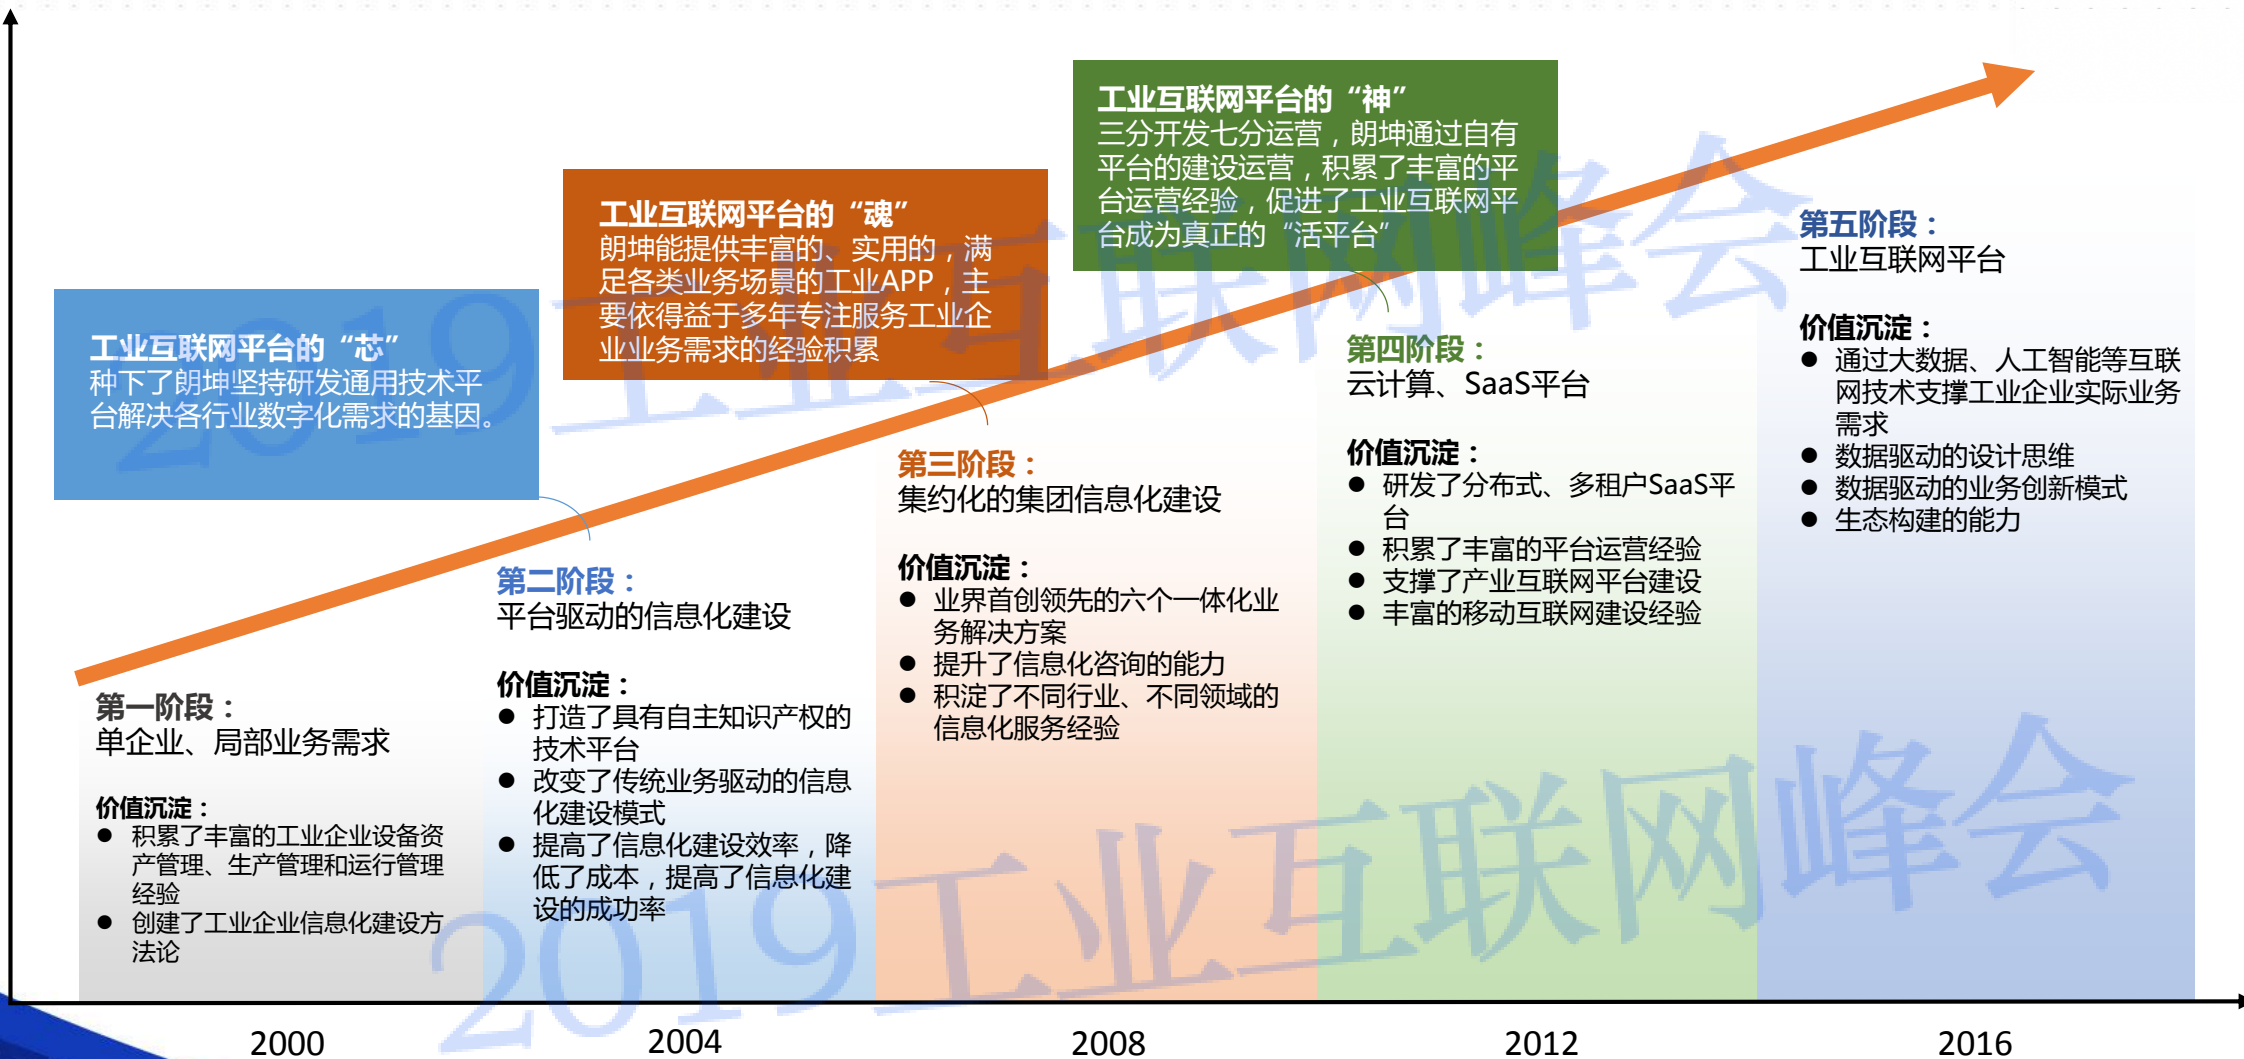 工业互联网平台的“芯”
种下了朗坤坚持研发通用技术平
台解决各行业数字化需求的基因。
工业互联网平台的“魂”
朗坤能提供丰富的、实用的，满
足各类业务场景的工业APP，主
要依得益于多年专注服务工业企
业业务需求的经验积累
工业互联网平台的“神”
三分开发七分运营，朗坤通过自有
平台的建设运营，积累了丰富的平
台运营经验，促进了工业互联网平
台成为真正的“活平台”
第一阶段：
单企业、局部业务需求
价值沉淀：
● 积累了丰富的工业企业设备资
产管理、生产管理和运行管理
经验
● 创建了工业企业信息化建设方
法论
第二阶段：
平台驱动的信息化建设
价值沉淀：
● 打造了具有自主知识产权的
技术平台
● 改变了传统业务驱动的信息
化建设模式
● 提高了信息化建设效率，降
低了成本，提高了信息化建
设的成功率
第三阶段：
集约化的集团信息化建设
价值沉淀：
● 业界首创领先的六个一体化业
务解决方案
● 提升了信息化咨询的能力
● 积淀了不同行业、不同领域的
信息化服务经验
第四阶段：
云计算、SaaS平台
价值沉淀：
● 研发了分布式、多租户SaaS平
台
● 积累了丰富的平台运营经验
● 支撑了产业互联网平台建设
● 丰富的移动互联网建设经验
第五阶段：
工业互联网平台
价值沉淀：
● 通过大数据、人工智能等互联
网技术支撑工业企业实际业务
需求
● 数据驱动的设计思维
● 数据驱动的业务创新模式
● 生态构建的能力
2000
2004
2008
2012
2016
2019工业互联网峰会
2019工业互联网峰会